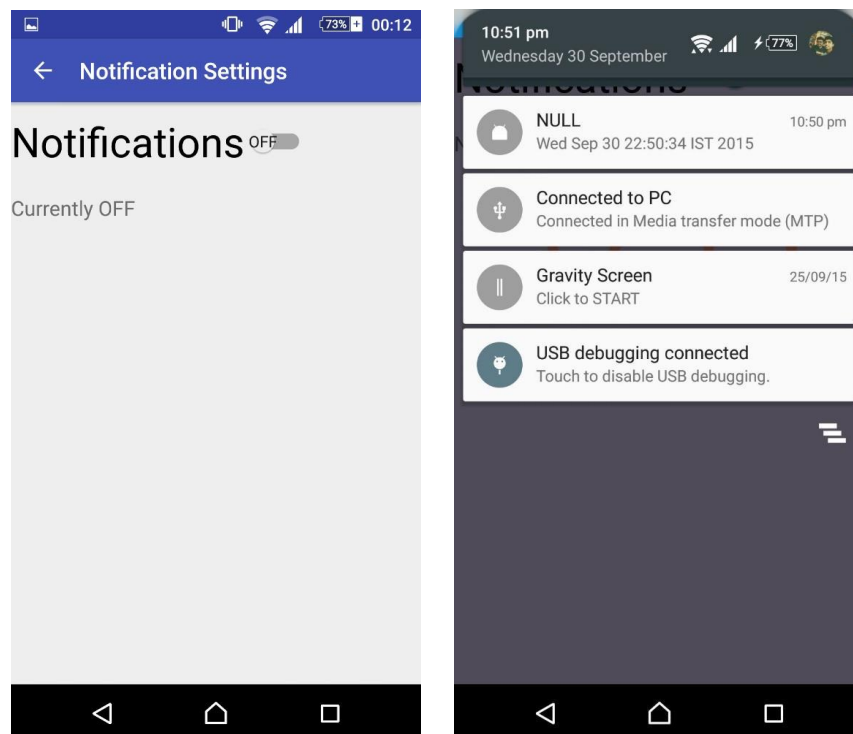 73% 00:12
Notification Settings
Notifications OFF
Currently OFF
10:51 pm
Wednesday 30 September
77%
Notifications
NULL 10:50 pm
Wed Sep 30 22:50:34 IST 2015
Connected to PC
Connected in Media transfer mode (MTP)
Gravity Screen 25/09/15
Click to START
USB debugging connected
Touch to disable USB debugging.